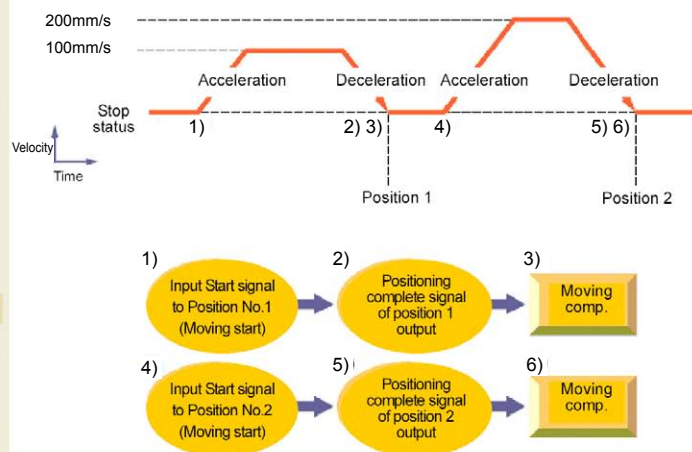 200mm/s
100mm/s
Acceleration Deceleration Acceleration Deceleration
Stop
status
1) 2) 3) 4) 5) 6)
Velocity
Time
Position 1 Position 2
1) 2) 3)
Input Start signal
to Position No.1
(Moving start)
Positioning
complete signal
of position 1
output
Moving
comp.
4) 5) 6)
Input Start signal
to Position No.2
(Moving start)
Positioning
complete signal
of position 2
output
Moving
comp.